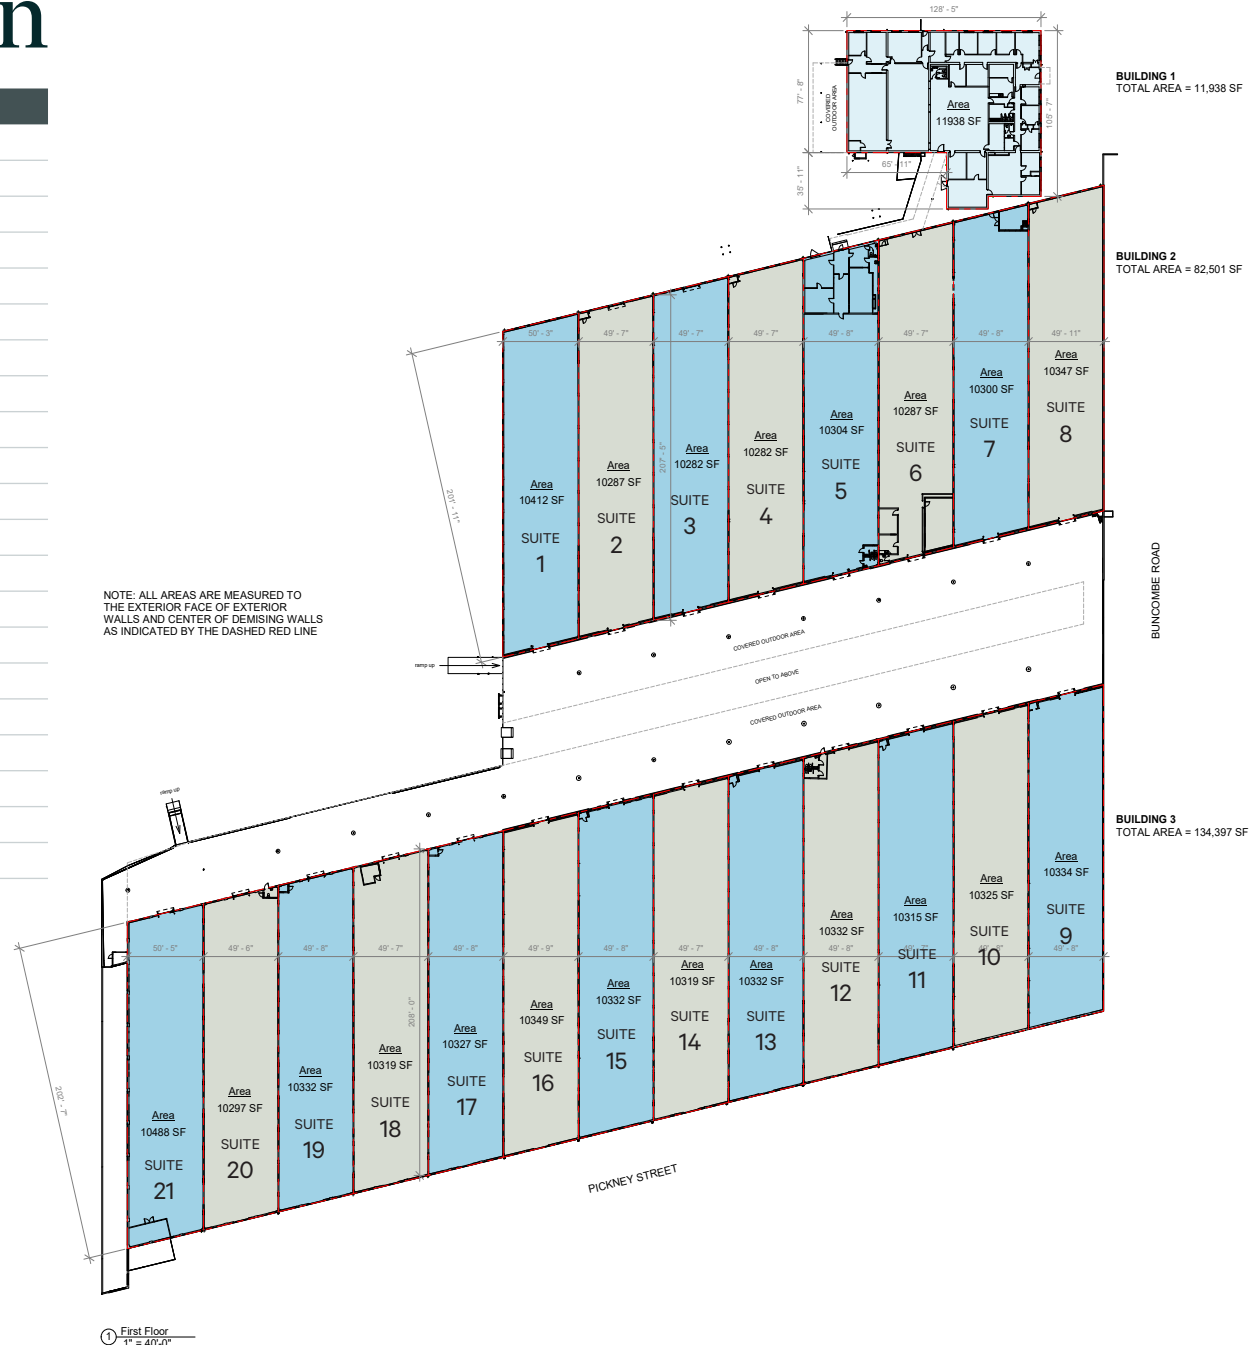 n
128' - 5"
77' - 8"
COVERED
OUTDOOR AREA
Area
11938 SF
105' - 7"
65' - 11"
35' - 11"
BUILDING 1
TOTAL AREA = 11,938 SF
BUILDING 2
TOTAL AREA = 82,501 SF
50' - 3"
49' - 7"
49' - 7"
49' - 7"
49' - 8"
49' - 7"
49' - 8"
49' - 11"
201' - 11"
207' - 5"
Area
10412 SF
SUITE
1
Area
10287 SF
SUITE
2
Area
10282 SF
SUITE
3
Area
10282 SF
SUITE
4
Area
10304 SF
SUITE
5
Area
10287 SF
SUITE
6
Area
10300 SF
SUITE
7
Area
10347 SF
SUITE
8
NOTE: ALL AREAS ARE MEASURED TO
THE EXTERIOR FACE OF EXTERIOR
WALLS AND CENTER OF DEMISING WALLS
AS INDICATED BY THE DASHED RED LINE
BUNCOMBE ROAD
ramp up
COVERED OUTDOOR AREA
OPEN TO ABOVE
COVERED OUTDOOR AREA
ramp up
BUILDING 3
TOTAL AREA = 134,397 SF
50' - 5"
49' - 6"
49' - 8"
49' - 7"
49' - 8"
49' - 9"
49' - 8"
49' - 7"
49' - 8"
49' - 8"
49' - 7"
49' - 8"
49' - 8"
202' - 7"
208' - 0"
Area
10488 SF
SUITE
21
Area
10297 SF
SUITE
20
Area
10332 SF
SUITE
19
Area
10319 SF
SUITE
18
Area
10327 SF
SUITE
17
Area
10349 SF
SUITE
16
Area
10332 SF
SUITE
15
Area
10319 SF
SUITE
14
Area
10332 SF
SUITE
13
Area
10332 SF
SUITE
12
Area
10315 SF
SUITE
11
Area
10325 SF
SUITE
10
Area
10334 SF
SUITE
9
PICKNEY STREET
1 First Floor
1" = 40'-0"